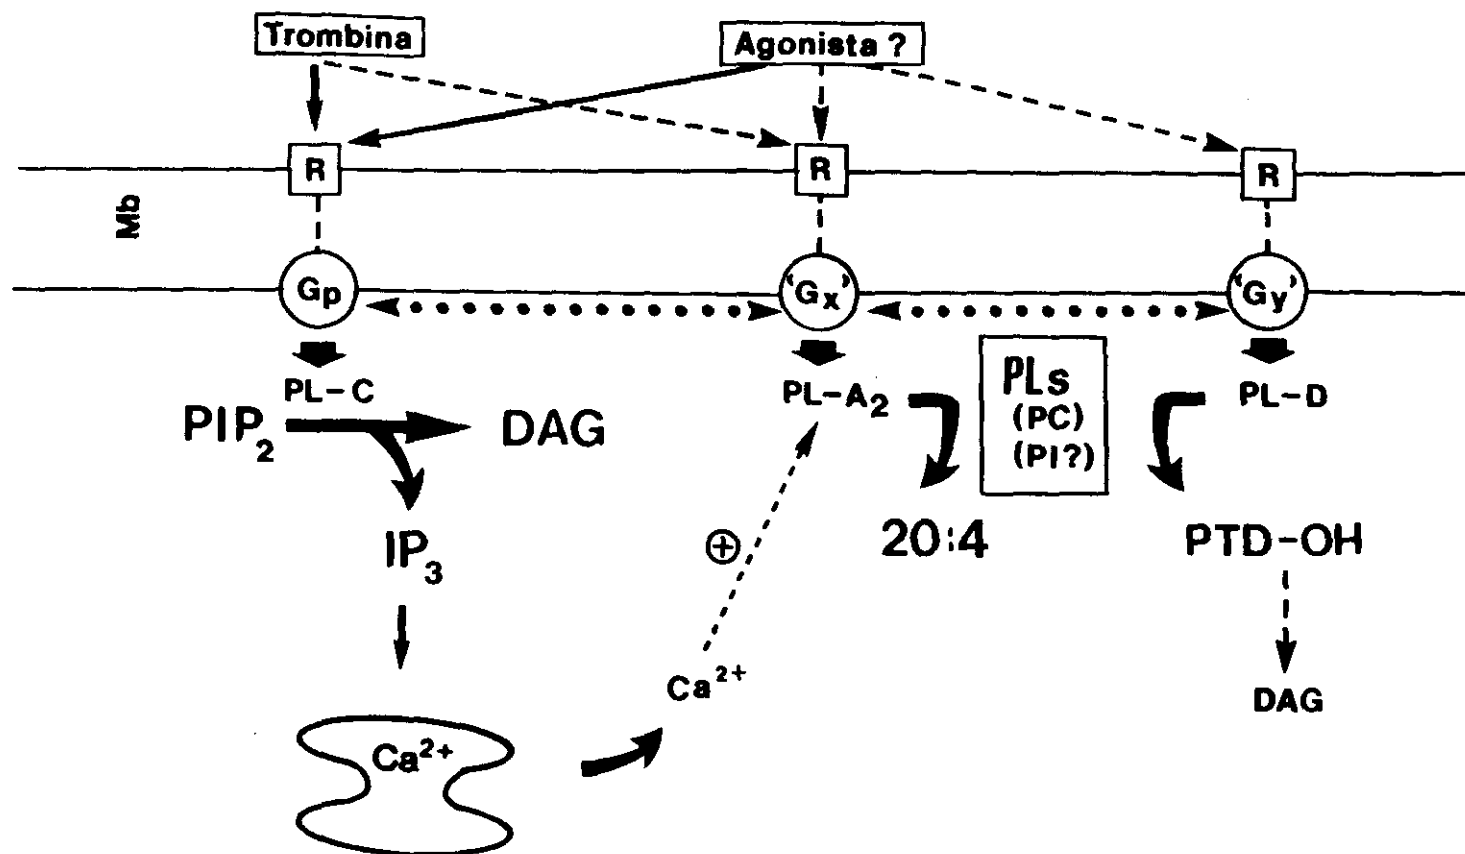 Trombina
Agonista ?
R
R
R
Mb
Gp
'Gx'
'Gy'
PL-C
PL-A2
PLs
(PC)
(PI?)
PL-D
PIP2
DAG
IP3
⊕
20:4
PTD-OH
Ca2+
DAG
Ca2+